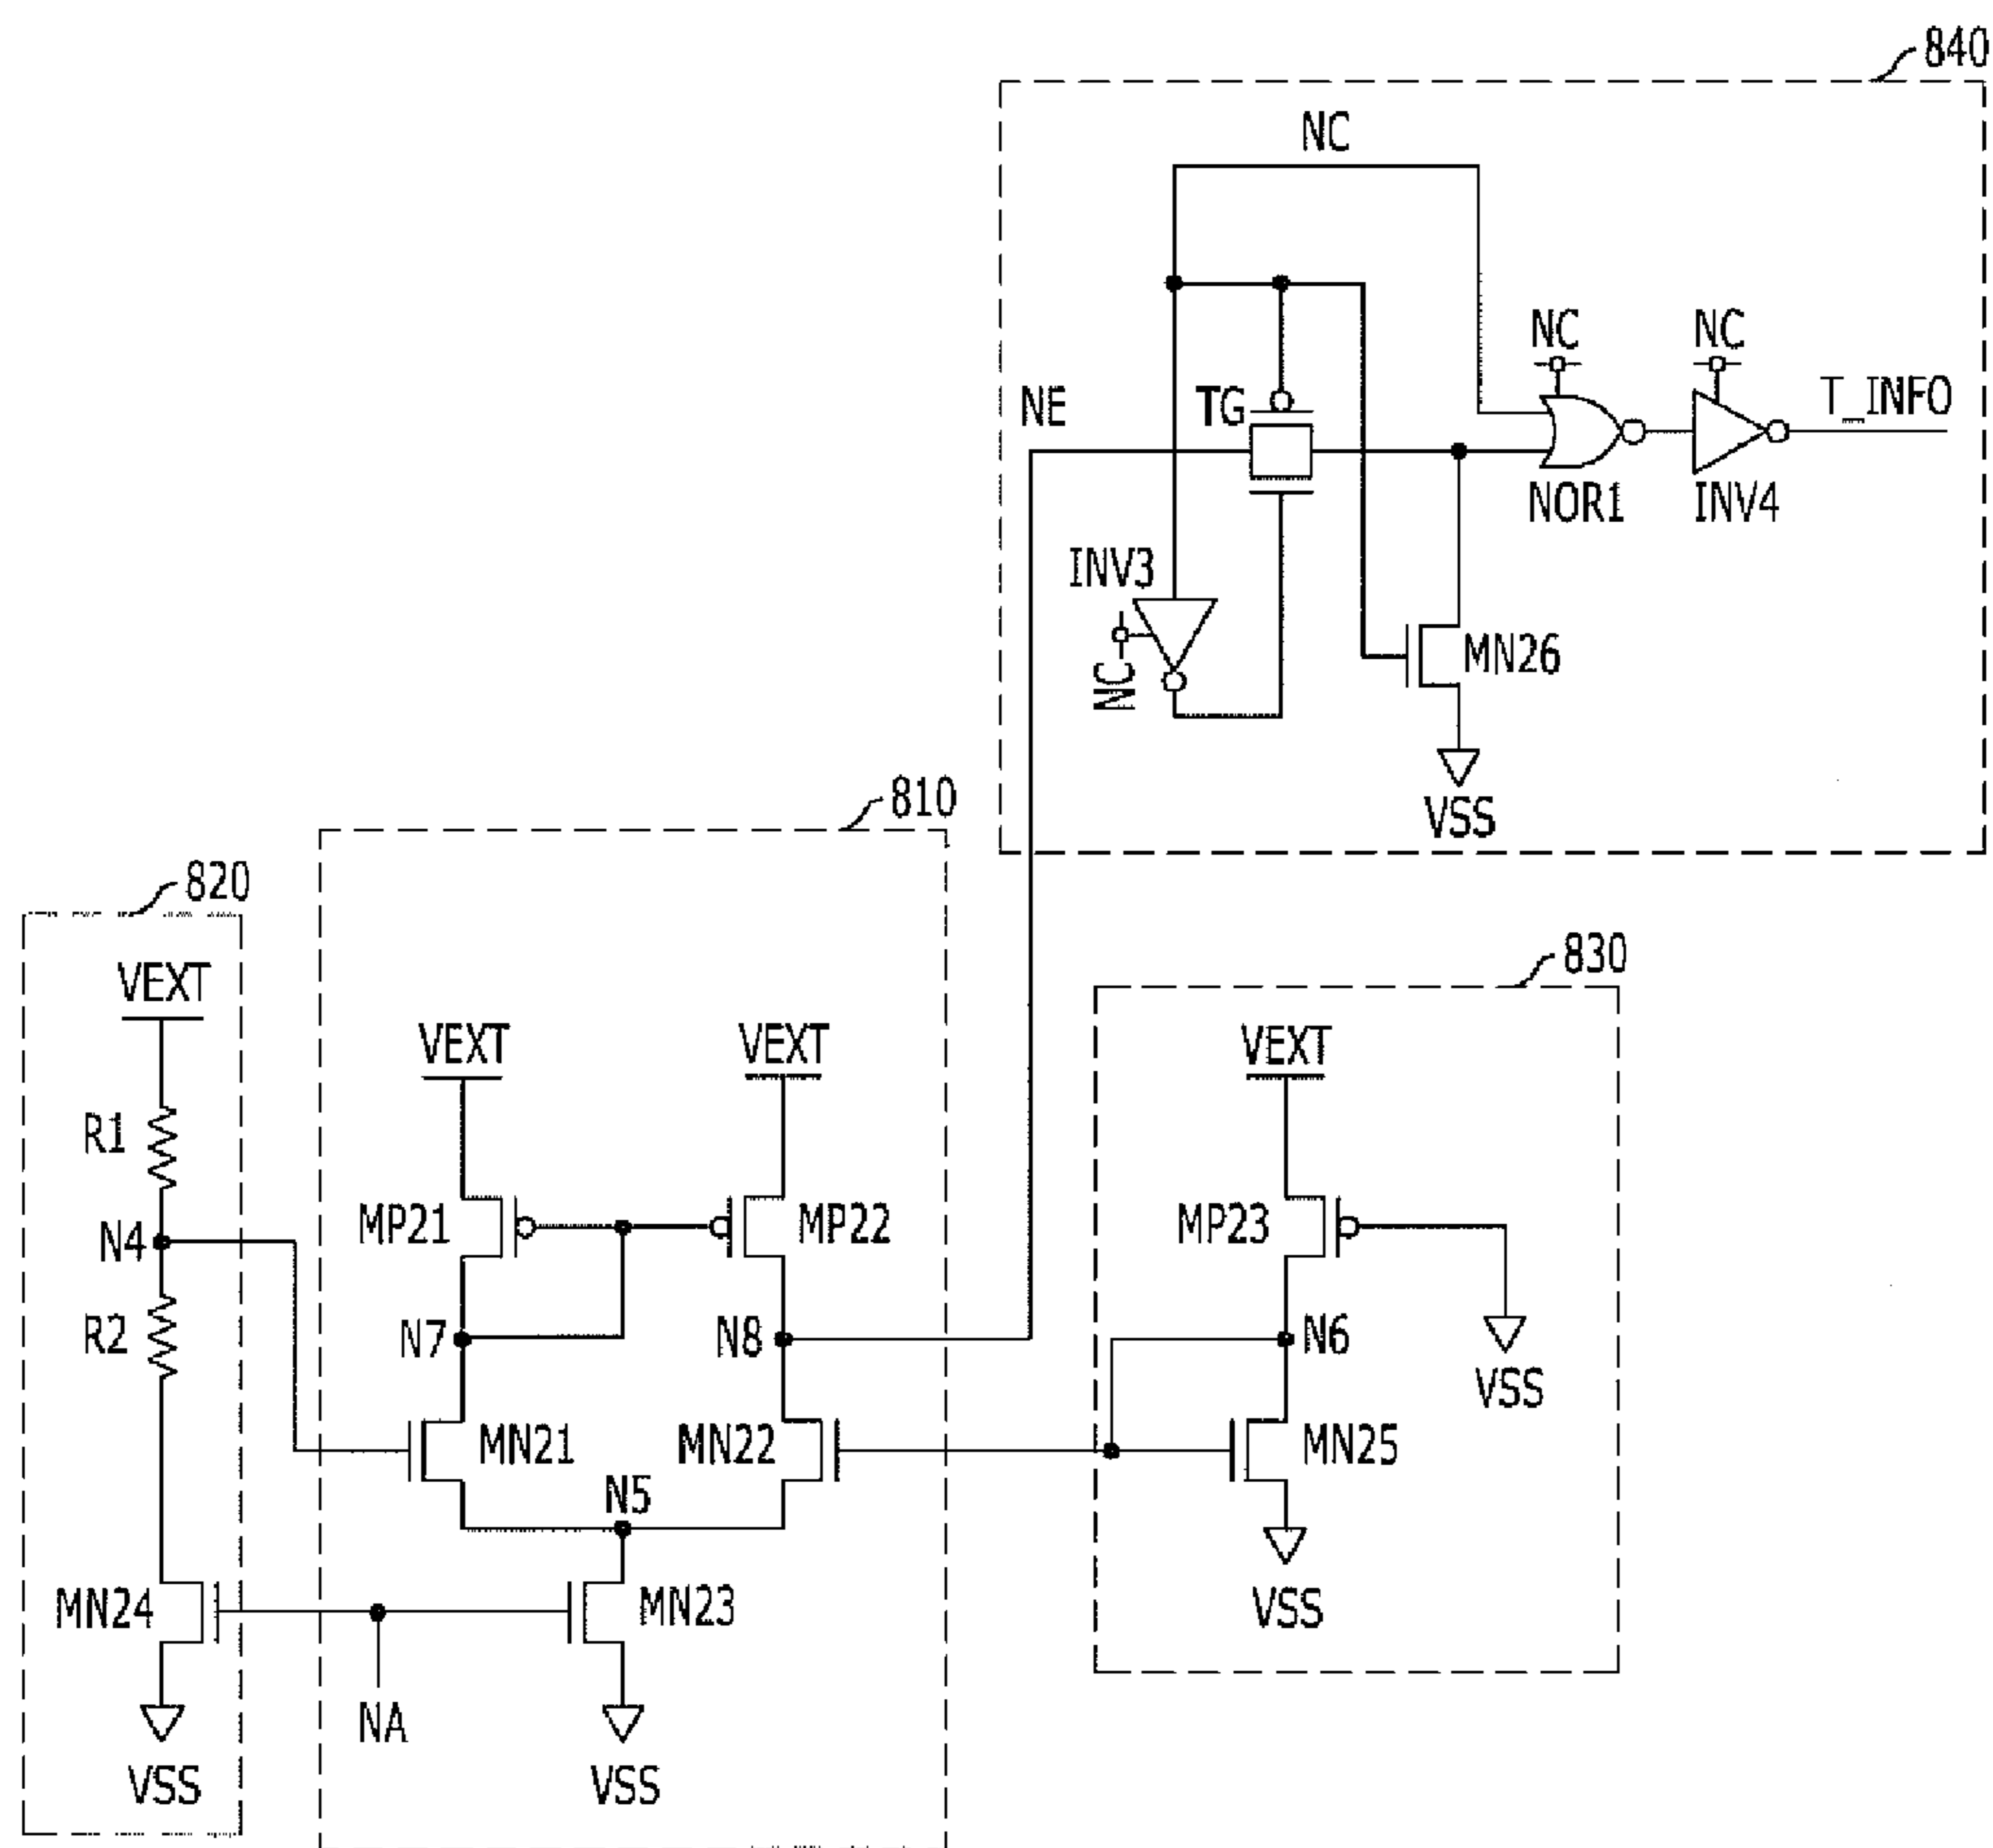 840
NC
NC
NC
NE
TG
T_INFO
NOR1
INV4
INV3
NC
MN26
VSS
810
820
830
VEXT
VEXT
VEXT
VEXT
R1
N4
MP21
MP22
MP23
R2
N7
N8
N6
VSS
MN21
MN22
MN25
N5
MN24
MN23
VSS
NA
VSS
VSS